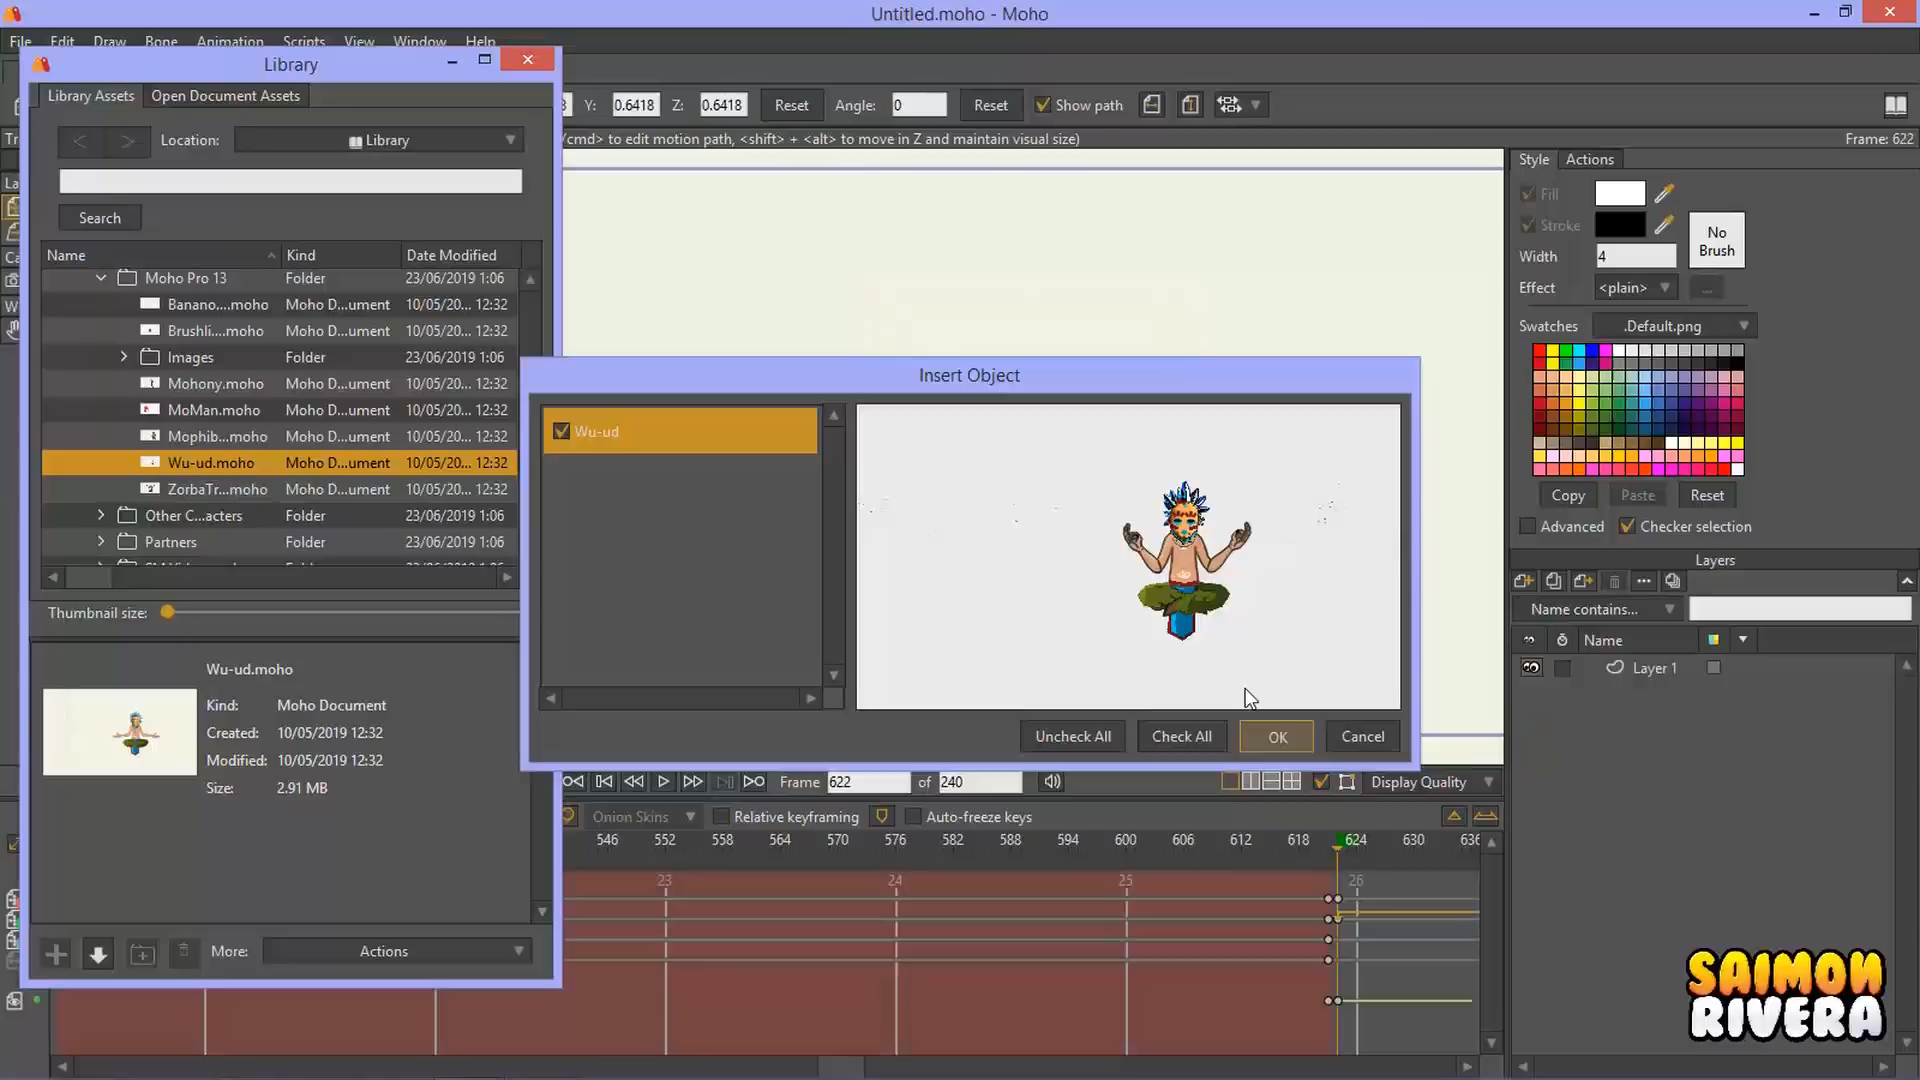 Untitled.moho - Moho
File Edit Draw Bone Animation Scripts View Window Help
Library
Library Assets Open Document Assets
Y: 0.6418 Z: 0.6418 Reset Angle: 0 Reset Show path
Location: Library
/cmd> to edit motion path, <shift> + <alt> to move in Z and maintain visual size)
Frame: 622
Search
Name Kind Date Modified
Moho Pro 13 Folder 23/06/2019 1:06
Banano....moho Moho D...ument 10/05/20... 12:32
Brushli....moho Moho D...ument 10/05/20... 12:32
Images Folder 23/06/2019 1:06
Mohony.moho Moho D...ument 10/05/20... 12:32
MoMan.moho Moho D...ument 10/05/20... 12:32
Mophib...moho Moho D...ument 10/05/20... 12:32
Wu-ud.moho Moho D...ument 10/05/20... 12:32
ZorbaTr...moho Moho D...ument 10/05/20... 12:32
Other C...acters Folder 23/06/2019 1:06
Partners Folder 23/06/2019 1:06
Thumbnail size:
Wu-ud.moho
Kind: Moho Document
Created: 10/05/2019 12:32
Modified: 10/05/2019 12:32
Size: 2.91 MB
More: Actions
Insert Object
Wu-ud
Uncheck All Check All OK Cancel
Frame 622 of 240 Display Quality
Onion Skins Relative keyframing Auto-freeze keys
546 552 558 564 570 576 582 588 594 600 606 612 618 624 630 636
23 24 25 26
Style Actions
Fill
Stroke
No
Brush
Width 4
Effect <plain> ...
Swatches .Default.png
Copy Paste Reset
Advanced Checker selection
Layers
Name contains...
Name
Layer 1
SAIMON
RIVERA